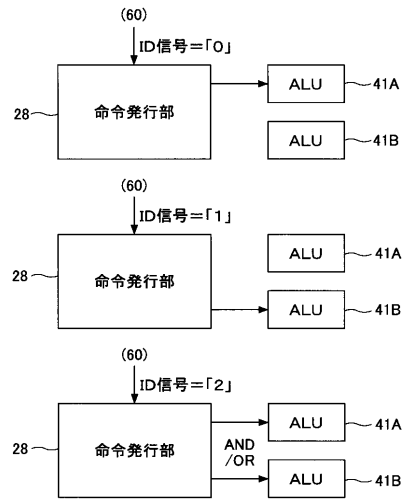 (60)
ID信号=「0」
28
命令発行部
ALU
41A
ALU
41B
(60)
ID信号=「1」
28
命令発行部
ALU
41A
ALU
41B
(60)
ID信号=「2」
28
命令発行部
AND
/OR
ALU
41A
ALU
41B